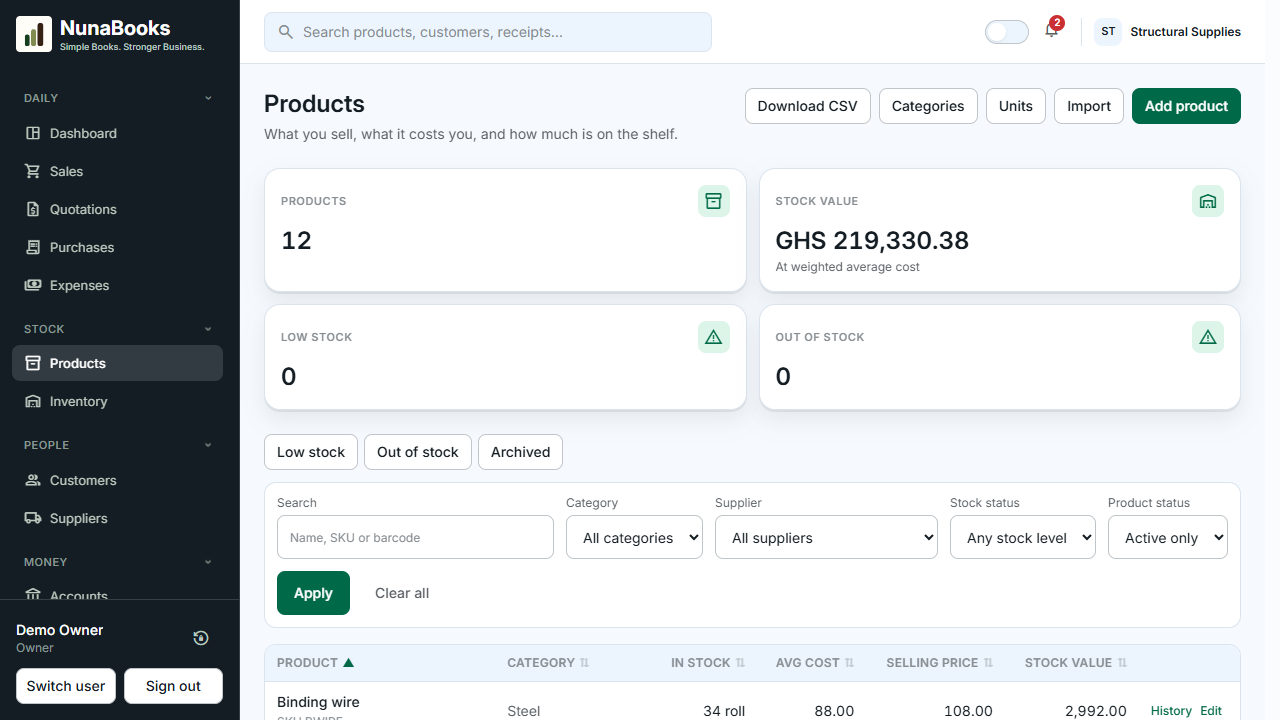 NunaBooks
Simple Books. Stronger Business.
DAILY
Dashboard
Sales
Quotations
Purchases
Expenses
STOCK
Products
Inventory
PEOPLE
Customers
Suppliers
MONEY
Accounts
Demo Owner
Owner
Switch user
Sign out
Search products, customers, receipts...
2
ST
Structural Supplies
Products
What you sell, what it costs you, and how much is on the shelf.
Download CSV
Categories
Units
Import
Add product
PRODUCTS
12
STOCK VALUE
GHS 219,330.38
At weighted average cost
LOW STOCK
0
OUT OF STOCK
0
Low stock
Out of stock
Archived
Search
Name, SKU or barcode
Category
All categories
Supplier
All suppliers
Stock status
Any stock level
Product status
Active only
Apply
Clear all
PRODUCT CATEGORY IN STOCK AVG COST SELLING PRICE STOCK VALUE
Binding wire
Steel 34 roll 88.00 108.00 2,992.00 History Edit